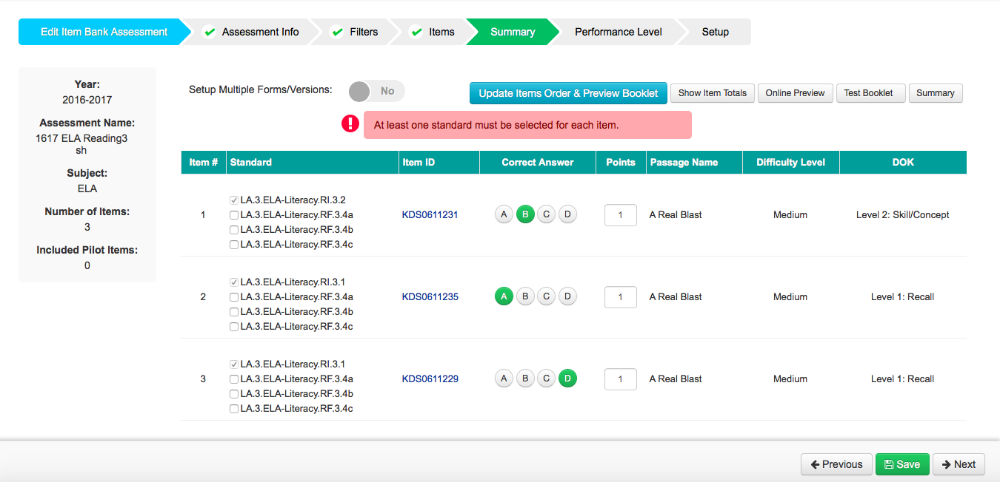 Edit Item Bank Assessment Assessment Info Filters Items Summary Performance Level Setup
Year:
2016-2017
Assessment Name:
1617 ELA Reading3
sh
Subject:
ELA
Number of Items:
3
Included Pilot Items:
0
Setup Multiple Forms/Versions: No
Update Items Order & Preview Booklet Show Item Totals Online Preview Test Booklet Summary
At least one standard must be selected for each item.
Item # Standard Item ID Correct Answer Points Passage Name Difficulty Level DOK
LA.3.ELA-Literacy.RI.3.2
1 LA.3.ELA-Literacy.RF.3.4a KDS0611231 A B C D 1 A Real Blast Medium Level 2: Skill/Concept
LA.3.ELA-Literacy.RF.3.4b
LA.3.ELA-Literacy.RF.3.4c
LA.3.ELA-Literacy.RI.3.1
2 LA.3.ELA-Literacy.RF.3.4a KDS0611235 A B C D 1 A Real Blast Medium Level 1: Recall
LA.3.ELA-Literacy.RF.3.4b
LA.3.ELA-Literacy.RF.3.4c
LA.3.ELA-Literacy.RI.3.1
3 LA.3.ELA-Literacy.RF.3.4a KDS0611229 A B C D 1 A Real Blast Medium Level 1: Recall
LA.3.ELA-Literacy.RF.3.4b
LA.3.ELA-Literacy.RF.3.4c
Previous Save Next